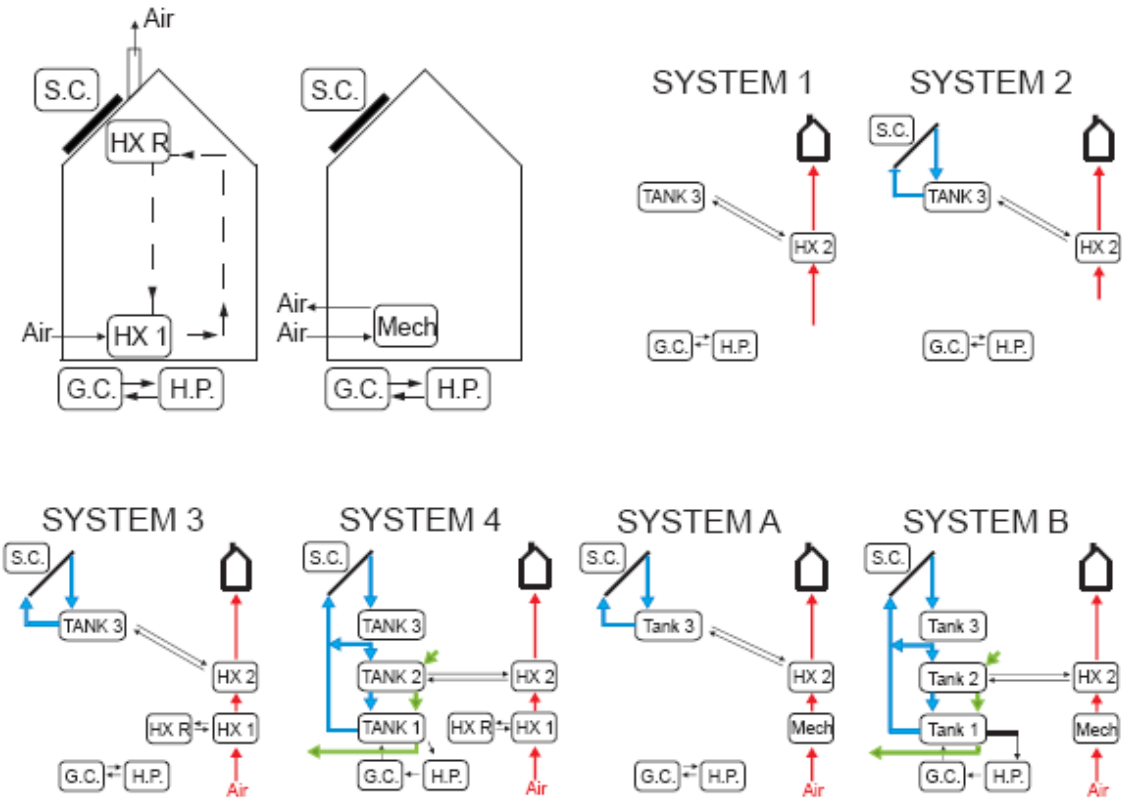 Air
S.C.
HX R
Air
HX 1
G.C.
H.P.
S.C.
Air
Air
Mech
G.C.
H.P.
SYSTEM 1
TANK 3
HX 2
G.C.
H.P.
SYSTEM 2
S.C.
TANK 3
HX 2
G.C.
H.P.
SYSTEM 3
S.C.
TANK 3
HX 2
HX R
HX 1
G.C.
H.P.
Air
SYSTEM 4
S.C.
TANK 3
TANK 2
HX 2
TANK 1
HX R
HX 1
G.C.
H.P.
Air
SYSTEM A
S.C.
Tank 3
HX 2
Mech
G.C.
H.P.
Air
SYSTEM B
S.C.
Tank 3
Tank 2
HX 2
Tank 1
Mech
G.C.
H.P.
Air